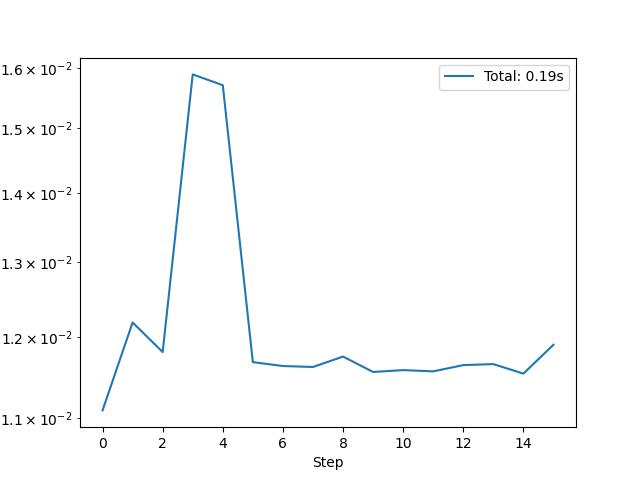 1.6 × 10⁻²
1.5 × 10⁻²
1.4 × 10⁻²
1.3 × 10⁻²
1.2 × 10⁻²
1.1 × 10⁻²
Total: 0.19s
0 2 4 6 8 10 12 14
Step